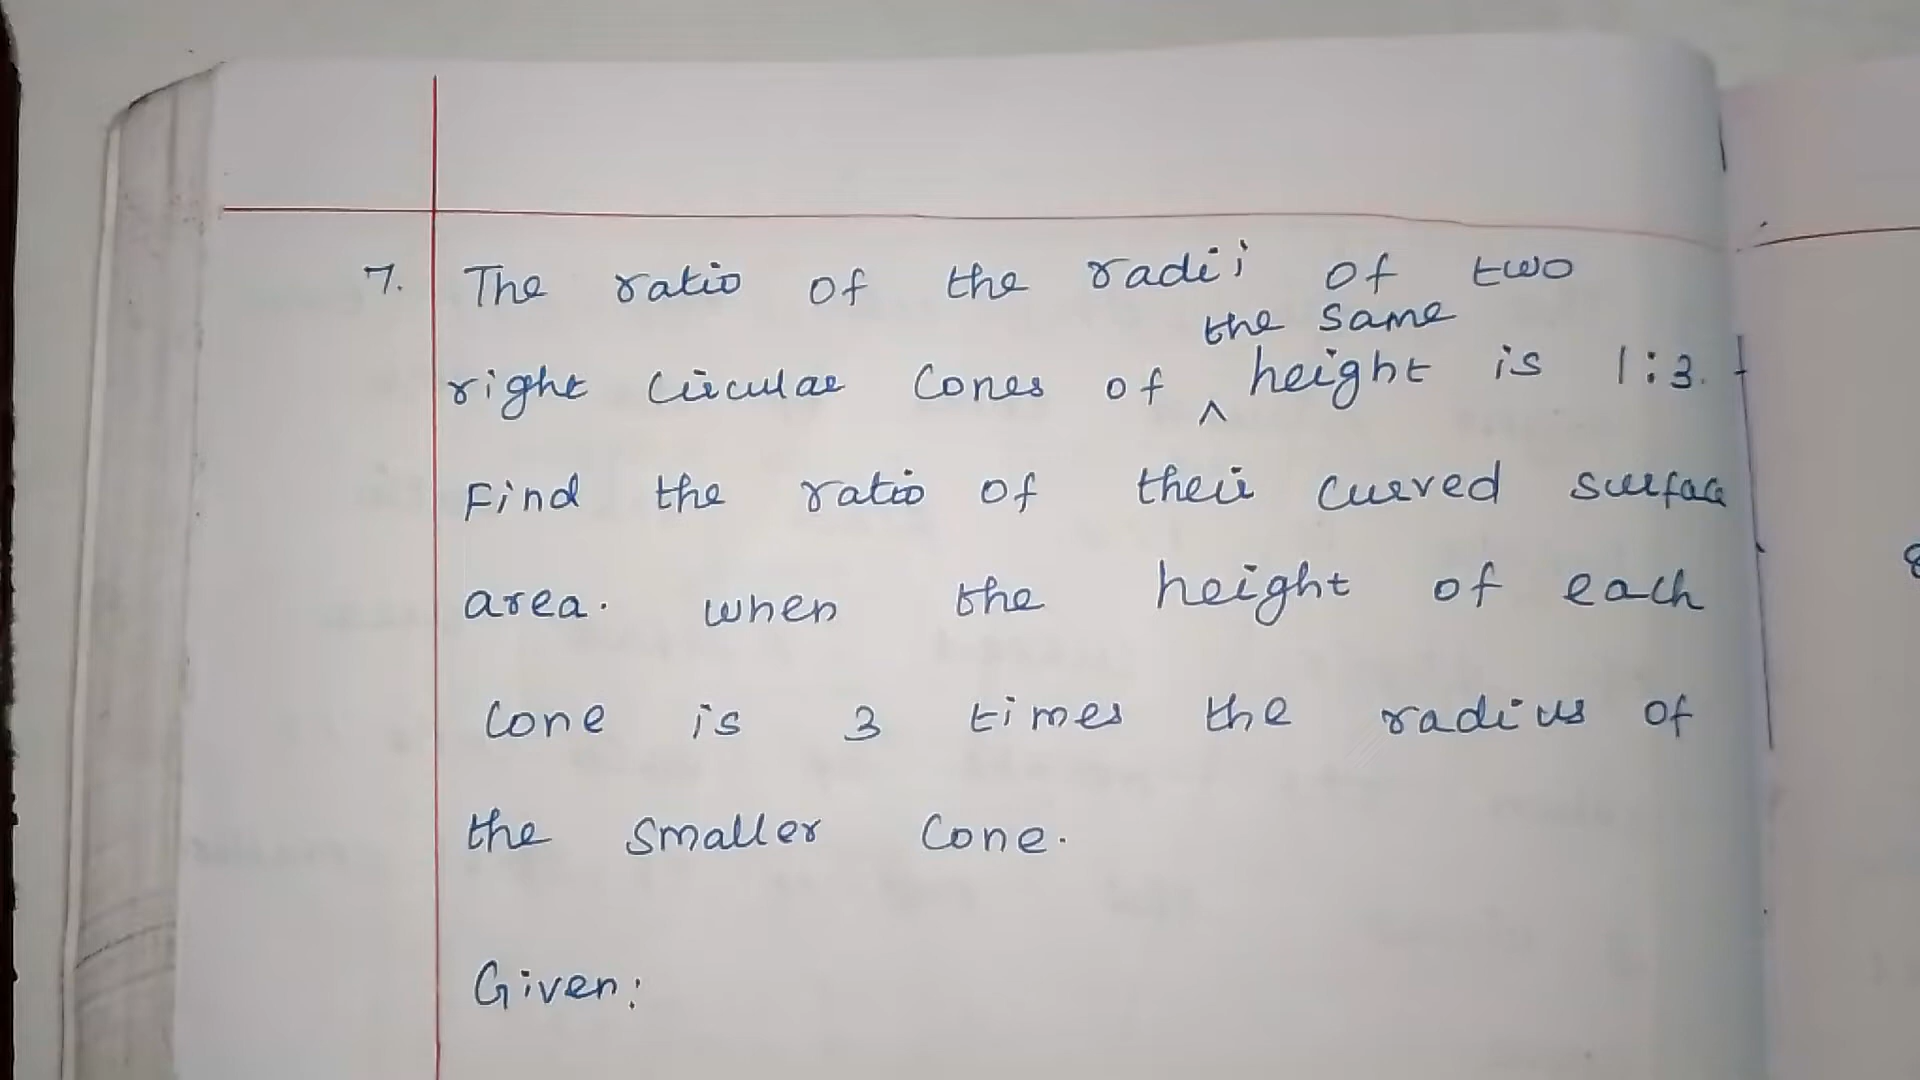 7. The ratio of the radii of two
the same
right circular cones of ^ height is 1:3.
Find the ratio of their curved surface
area. when the height of each
cone is 3 times the radius of
the smaller cone.
Given: